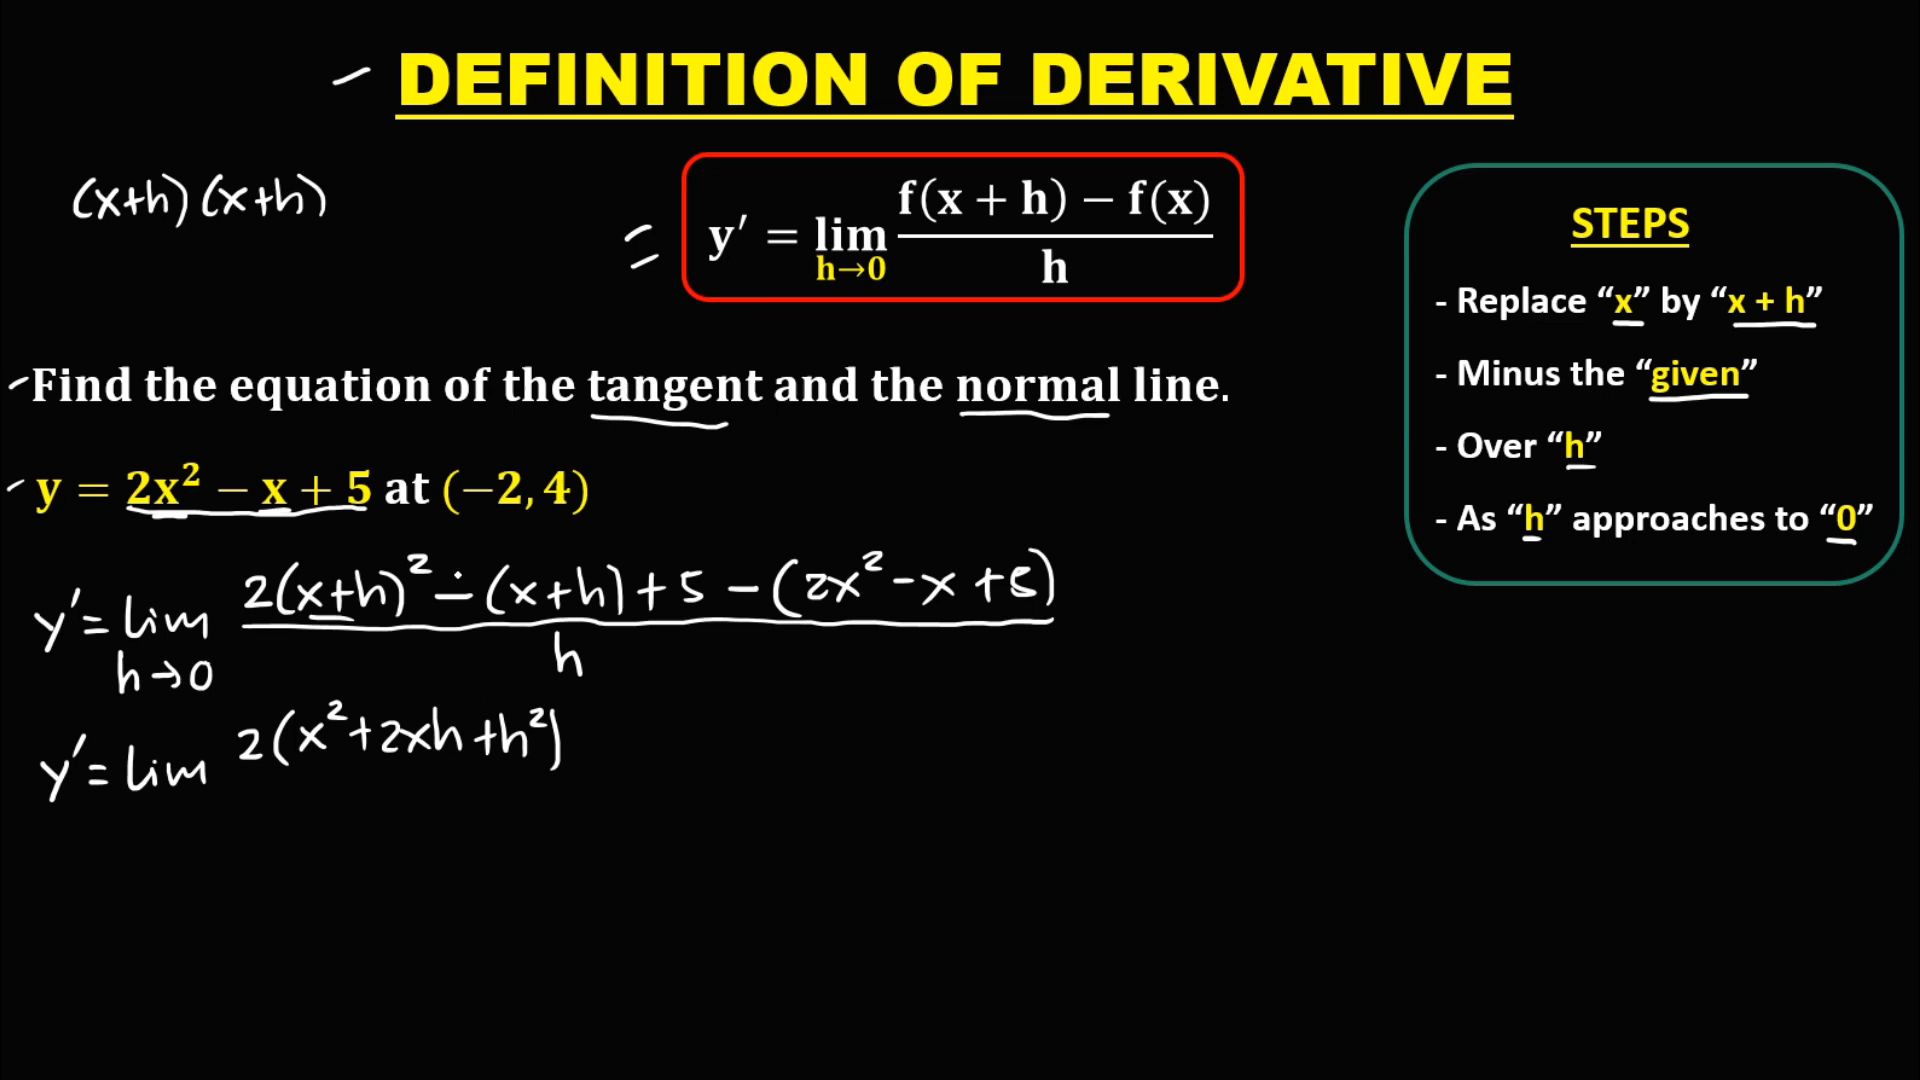 DEFINITION OF DERIVATIVE
(x+h)(x+h)
= y′ = lim h→0 f(x + h) − f(x) / h
Find the equation of the tangent and the normal line.
y = 2x² − x + 5 at (−2, 4)
y' = lim h→0 2(x+h)² - (x+h) + 5 - (2x² - x + 5) / h
y' = lim 2(x² + 2xh + h²)
STEPS
- Replace “x” by “x + h”
- Minus the “given”
- Over “h”
- As “h” approaches to “0”